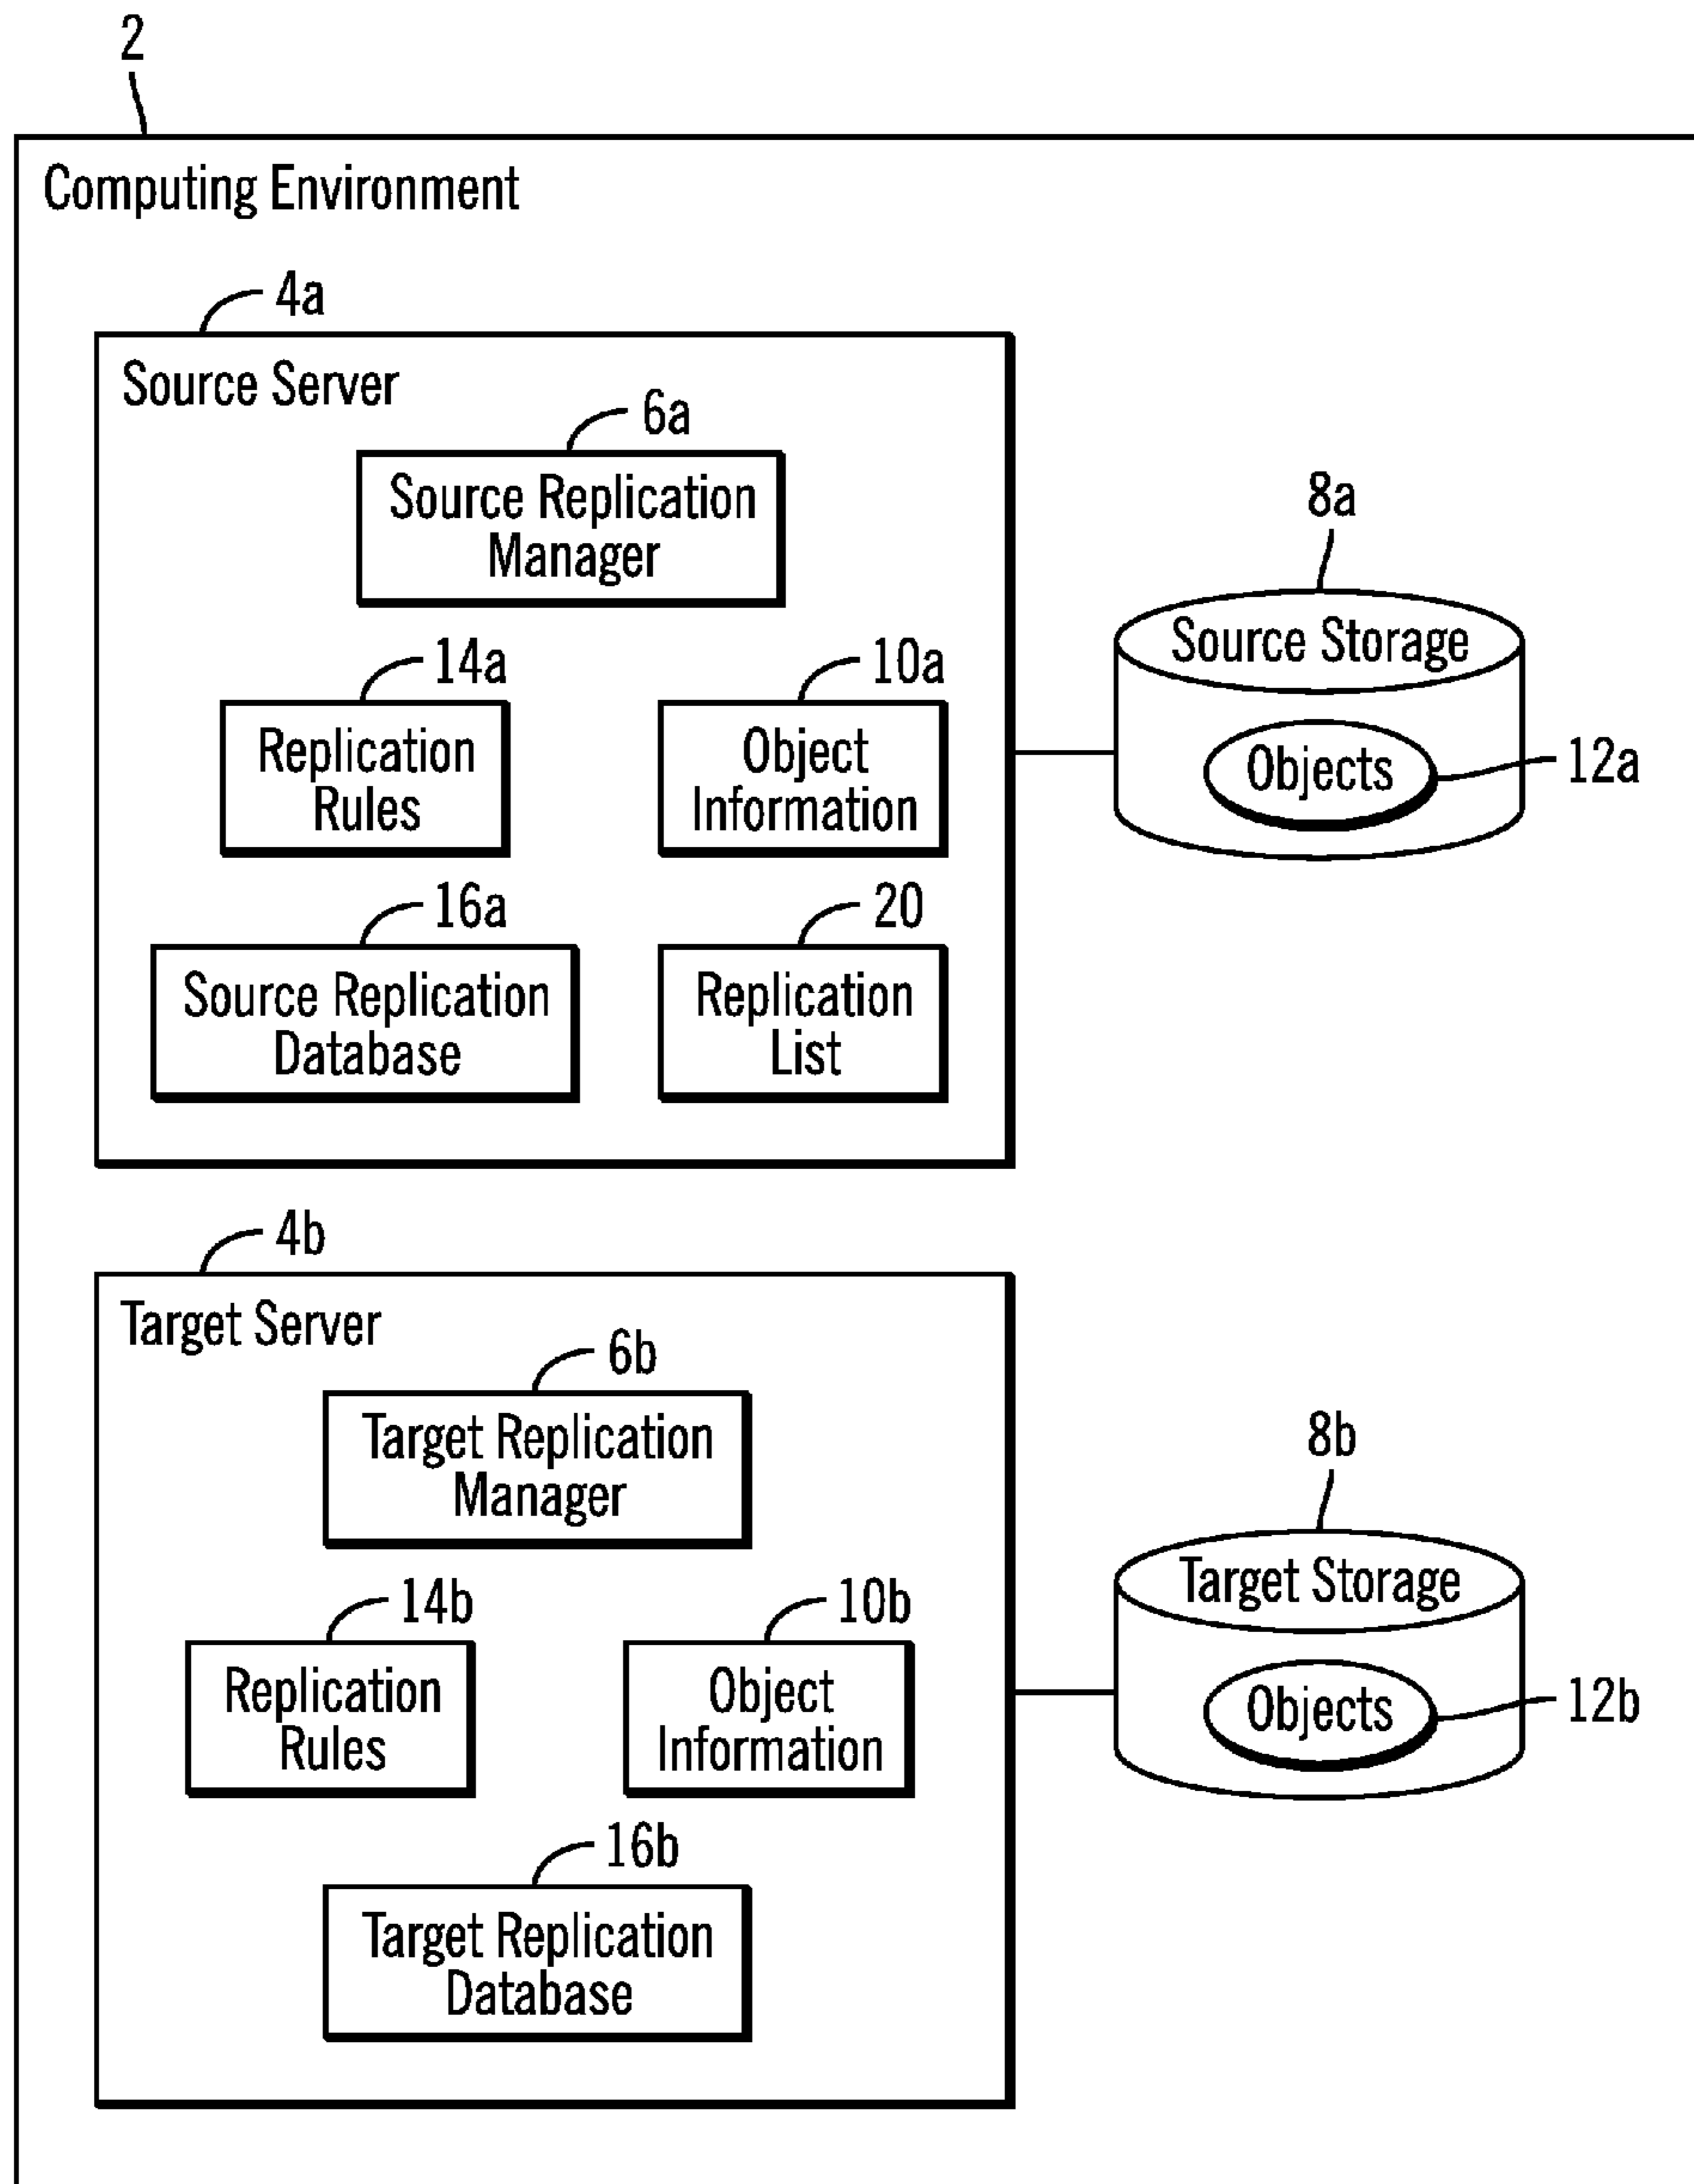 2
Computing Environment
4a
Source Server
6a
Source Replication
Manager
8a
Source Storage
14a
10a
Replication
Rules
Object
Information
Objects
12a
16a
20
Source Replication
Database
Replication
List
4b
Target Server
6b
Target Replication
Manager
8b
Target Storage
14b
10b
Replication
Rules
Object
Information
Objects
12b
16b
Target Replication
Database